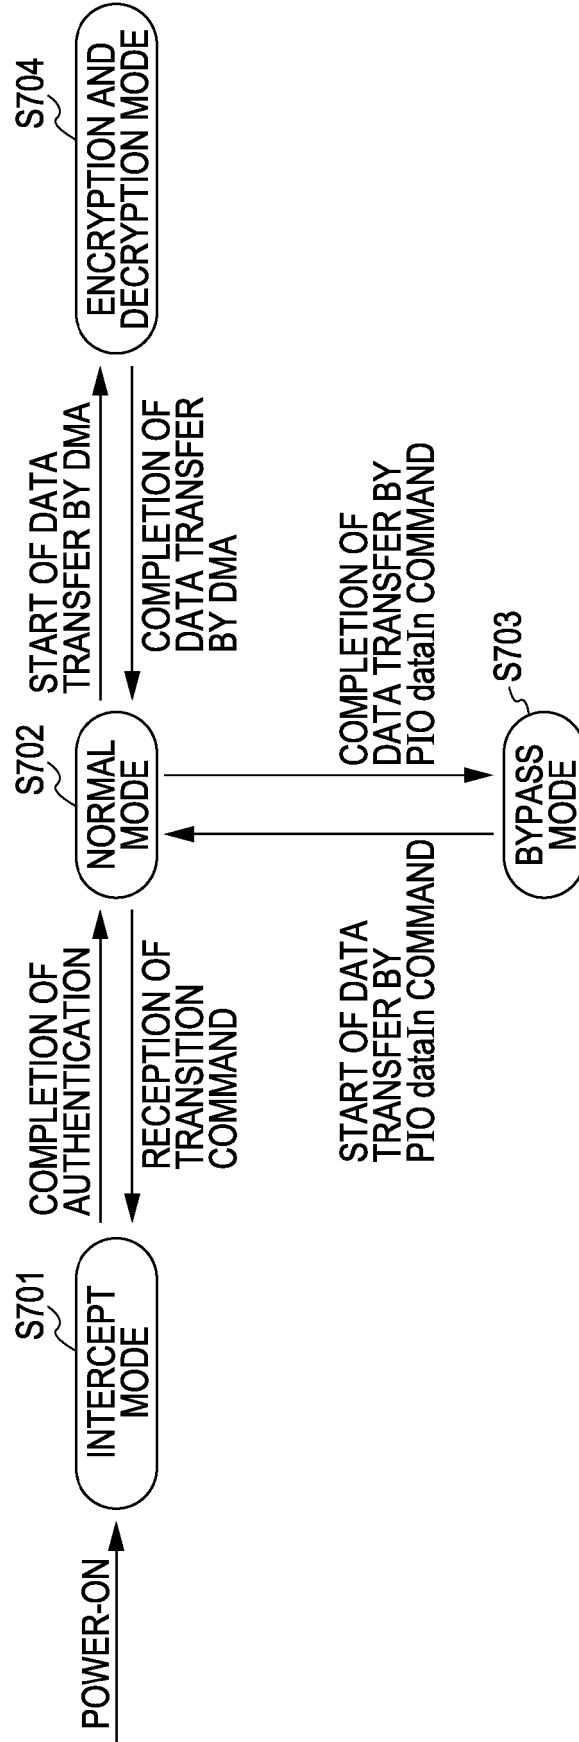 POWER-ON
S701
INTERCEPT
MODE
COMPLETION OF
AUTHENTICATION
RECEPTION OF
TRANSITION
COMMAND
S702
NORMAL
MODE
START OF DATA
TRANSFER BY DMA
COMPLETION OF
DATA TRANSFER
BY DMA
S704
ENCRYPTION AND
DECRYPTION MODE
START OF DATA
TRANSFER BY
PIO dataIn COMMAND
COMPLETION OF
DATA TRANSFER BY
PIO dataIn COMMAND
S703
BYPASS
MODE